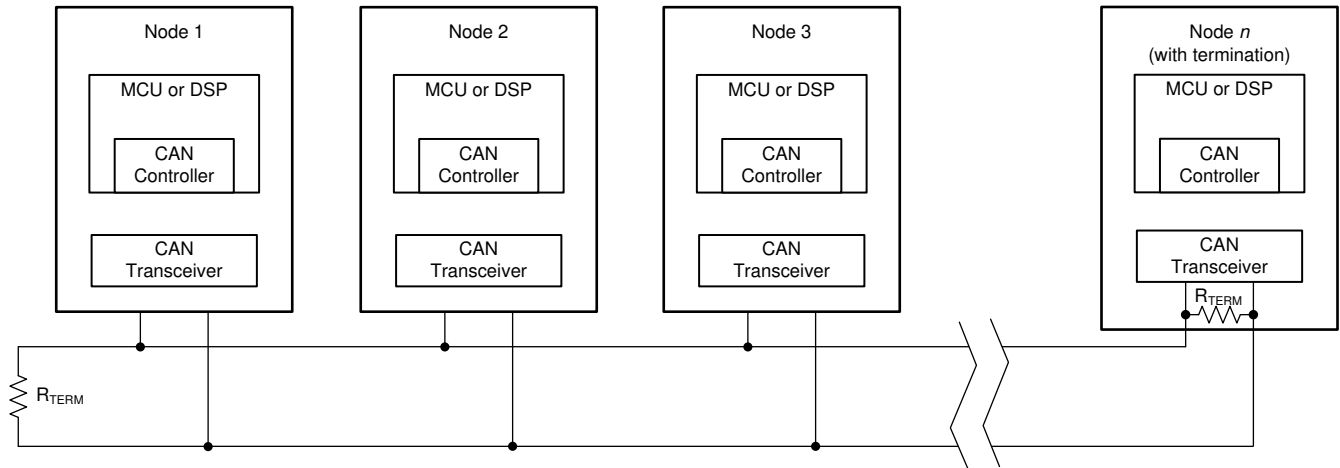 Node 1
MCU or DSP
CAN
Controller
CAN
Transceiver
Node 2
MCU or DSP
CAN
Controller
CAN
Transceiver
Node 3
MCU or DSP
CAN
Controller
CAN
Transceiver
Node n
(with termination)
MCU or DSP
CAN
Controller
CAN
Transceiver
RTERM
RTERM